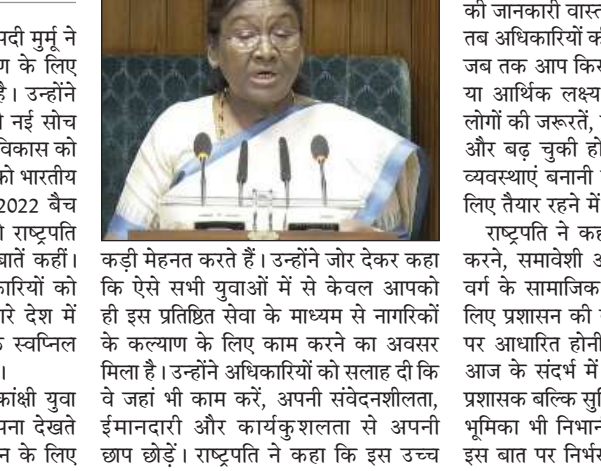 पदी मुर्मू ने
ण के लिए
है। उन्होंने
नई सोच
विकास को
को भारतीय
2022 बैच
राष्ट्रपति
बातें कहीं।
कारियों को
रे देश में
स्वप्निल
।
कांक्षी युवा
पना देखते
न के लिए
कड़ी मेहनत करते हैं। उन्होंने जोर देकर कहा
कि ऐसे सभी युवाओं में से केवल आपको
ही इस प्रतिष्ठित सेवा के माध्यम से नागरिकों
के कल्याण के लिए काम करने का अवसर
मिला है। उन्होंने अधिकारियों को सलाह दी कि
वे जहां भी काम करें, अपनी संवेदनशीलता,
ईमानदारी और कार्यकुशलता से अपनी
छाप छोड़ें। राष्ट्रपति ने कहा कि इस उच्च
की जानकारी वास्त
तब अधिकारियों क
जब तक आप किस
या आर्थिक लक्ष्य
लोगों की जरूरतें,
और बढ़ चुकी हो
व्यवस्थाएं बनानी
लिए तैयार रहने में
राष्ट्रपति ने कह
करने, समावेशी अ
वर्ग के सामाजिक
लिए प्रशासन की
पर आधारित होनी
आज के संदर्भ में
प्रशासक बल्कि सु
भूमिका भी निभान
इस बात पर निर्भर